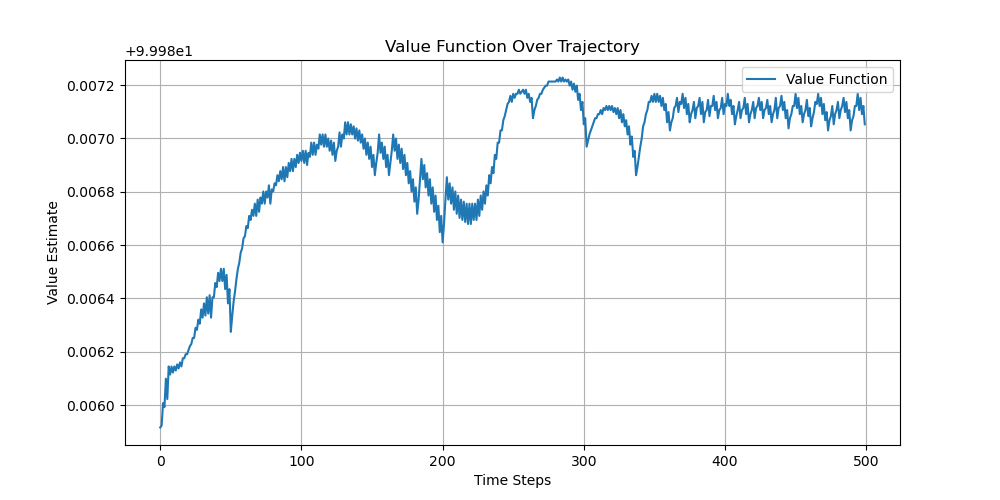 Value Function Over Trajectory
+9.998e1
Value Function
0.0072
0.0070
0.0068
0.0066
0.0064
0.0062
0.0060
Value Estimate
0 100 200 300 400 500
Time Steps